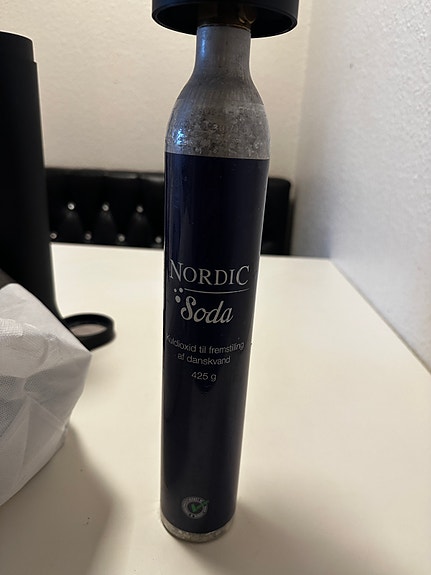 NORDIC
Soda
Kuldioxid til fremstilling
af danskvand
425 g